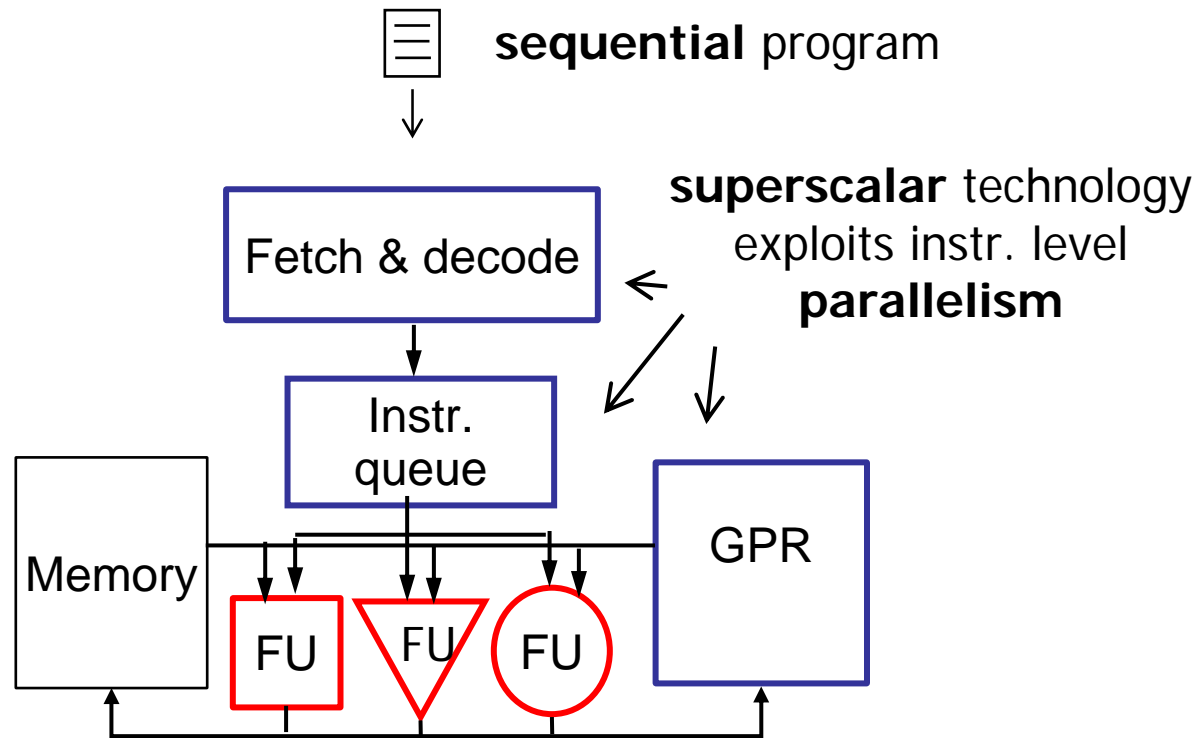 sequential program
superscalar technology
exploits instr. level
parallelism
Fetch & decode
Instr.
queue
Memory
GPR
FU
FU
FU